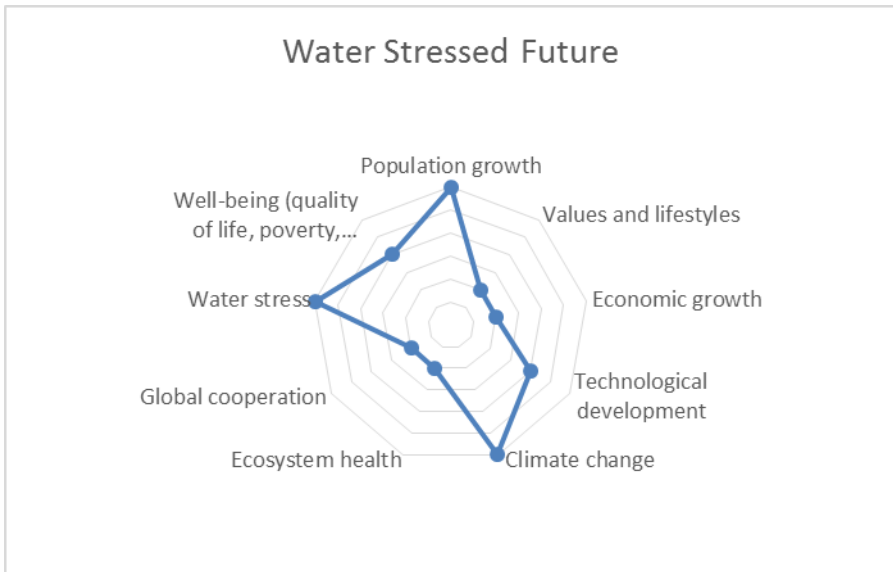 Water Stressed Future
Population growth
Well-being (quality
of life, poverty,...
Values and lifestyles
Water stress
Economic growth
Technological
development
Global cooperation
Ecosystem health
Climate change